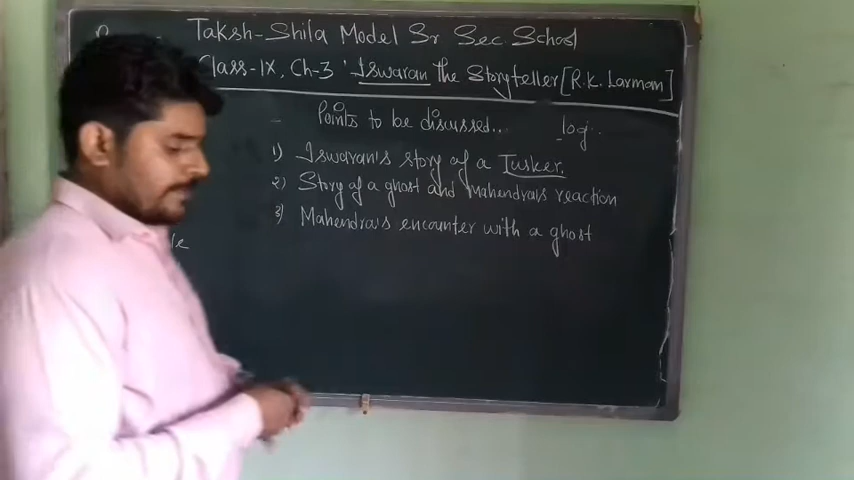 Taksh-Shila Model Sr Sec School
Class-IX, Ch-3 'Iswaran the Storyteller [R.K. Laxman]
Points to be discussed...
log..
1) Iswaran's story of a Tusker.
2) Story of a ghost and Mahendra's reaction
3) Mahendra's encounter with a ghost